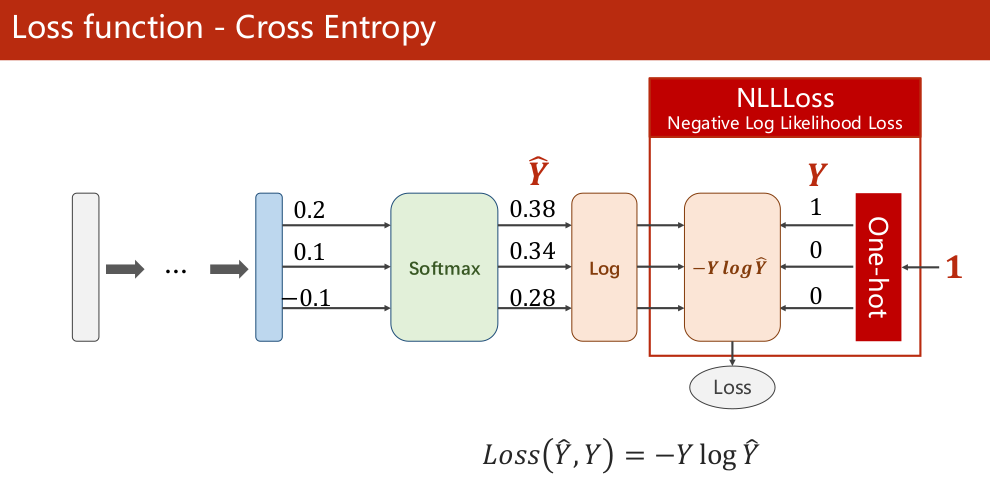 Loss function - Cross Entropy
NLLLoss
Negative Log Likelihood Loss
Ŷ
Y
0.2
0.38
1
0.1
0.34
0
−0.1
0.28
0
...
Softmax
Log
−Y log Ŷ
One-hot
1
Loss
Loss(Ŷ, Y) = −Y log Ŷ